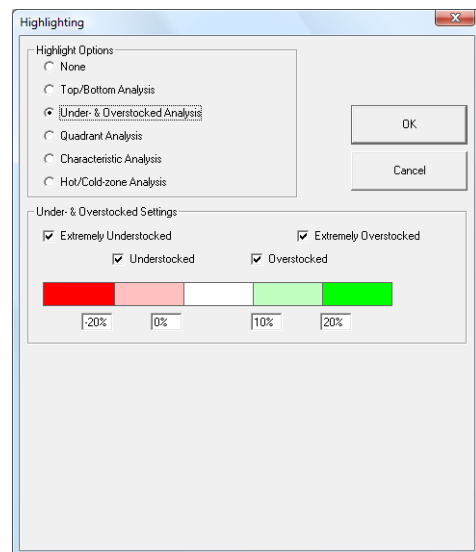 Highlighting
Highlight Options
None
Top/Bottom Analysis
Under- & Overstocked Analysis
Quadrant Analysis
Characteristic Analysis
Hot/Cold-zone Analysis
OK
Cancel
Under- & Overstocked Settings
Extremely Understocked
Extremely Overstocked
Understocked
Overstocked
-20%
0%
10%
20%